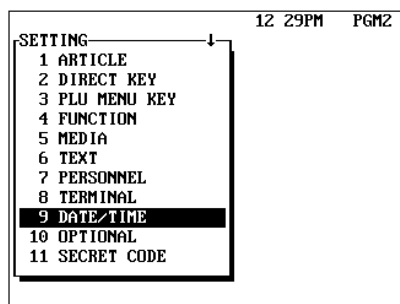 12 29PM PGM2
SETTING
1 ARTICLE
2 DIRECT KEY
3 PLU MENU KEY
4 FUNCTION
5 MEDIA
6 TEXT
7 PERSONNEL
8 TERMINAL
9 DATE/TIME
10 OPTIONAL
11 SECRET CODE